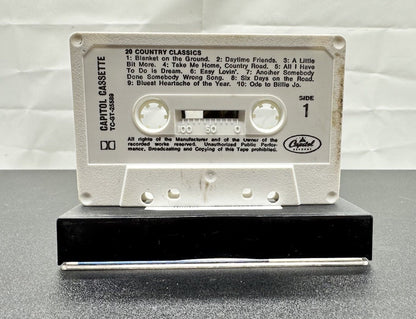 20 COUNTRY CLASSICS
1: Blanket on the Ground. 2: Daytime Friends. 3: A Little
Bit More. 4: Take Me Home, Country Road. 5: All I Have
To Do is Dream. 6: Easy Lovin'. 7: Another Somebody
Done Somebody Wrong Song. 8: Six Days on the Road.
9: Bluest Heartache of the Year. 10: Ode to Billie Jo.
CAPITOL CASSETTE
TC-GT-25589
SIDE
1
100 50 0
All rights of the Manufacturer and of the Owner of the
recorded works reserved. Unauthorized Public Perfor-
mance, Broadcasting and Copying of this Tape prohibited.
Capitol
RECORDS